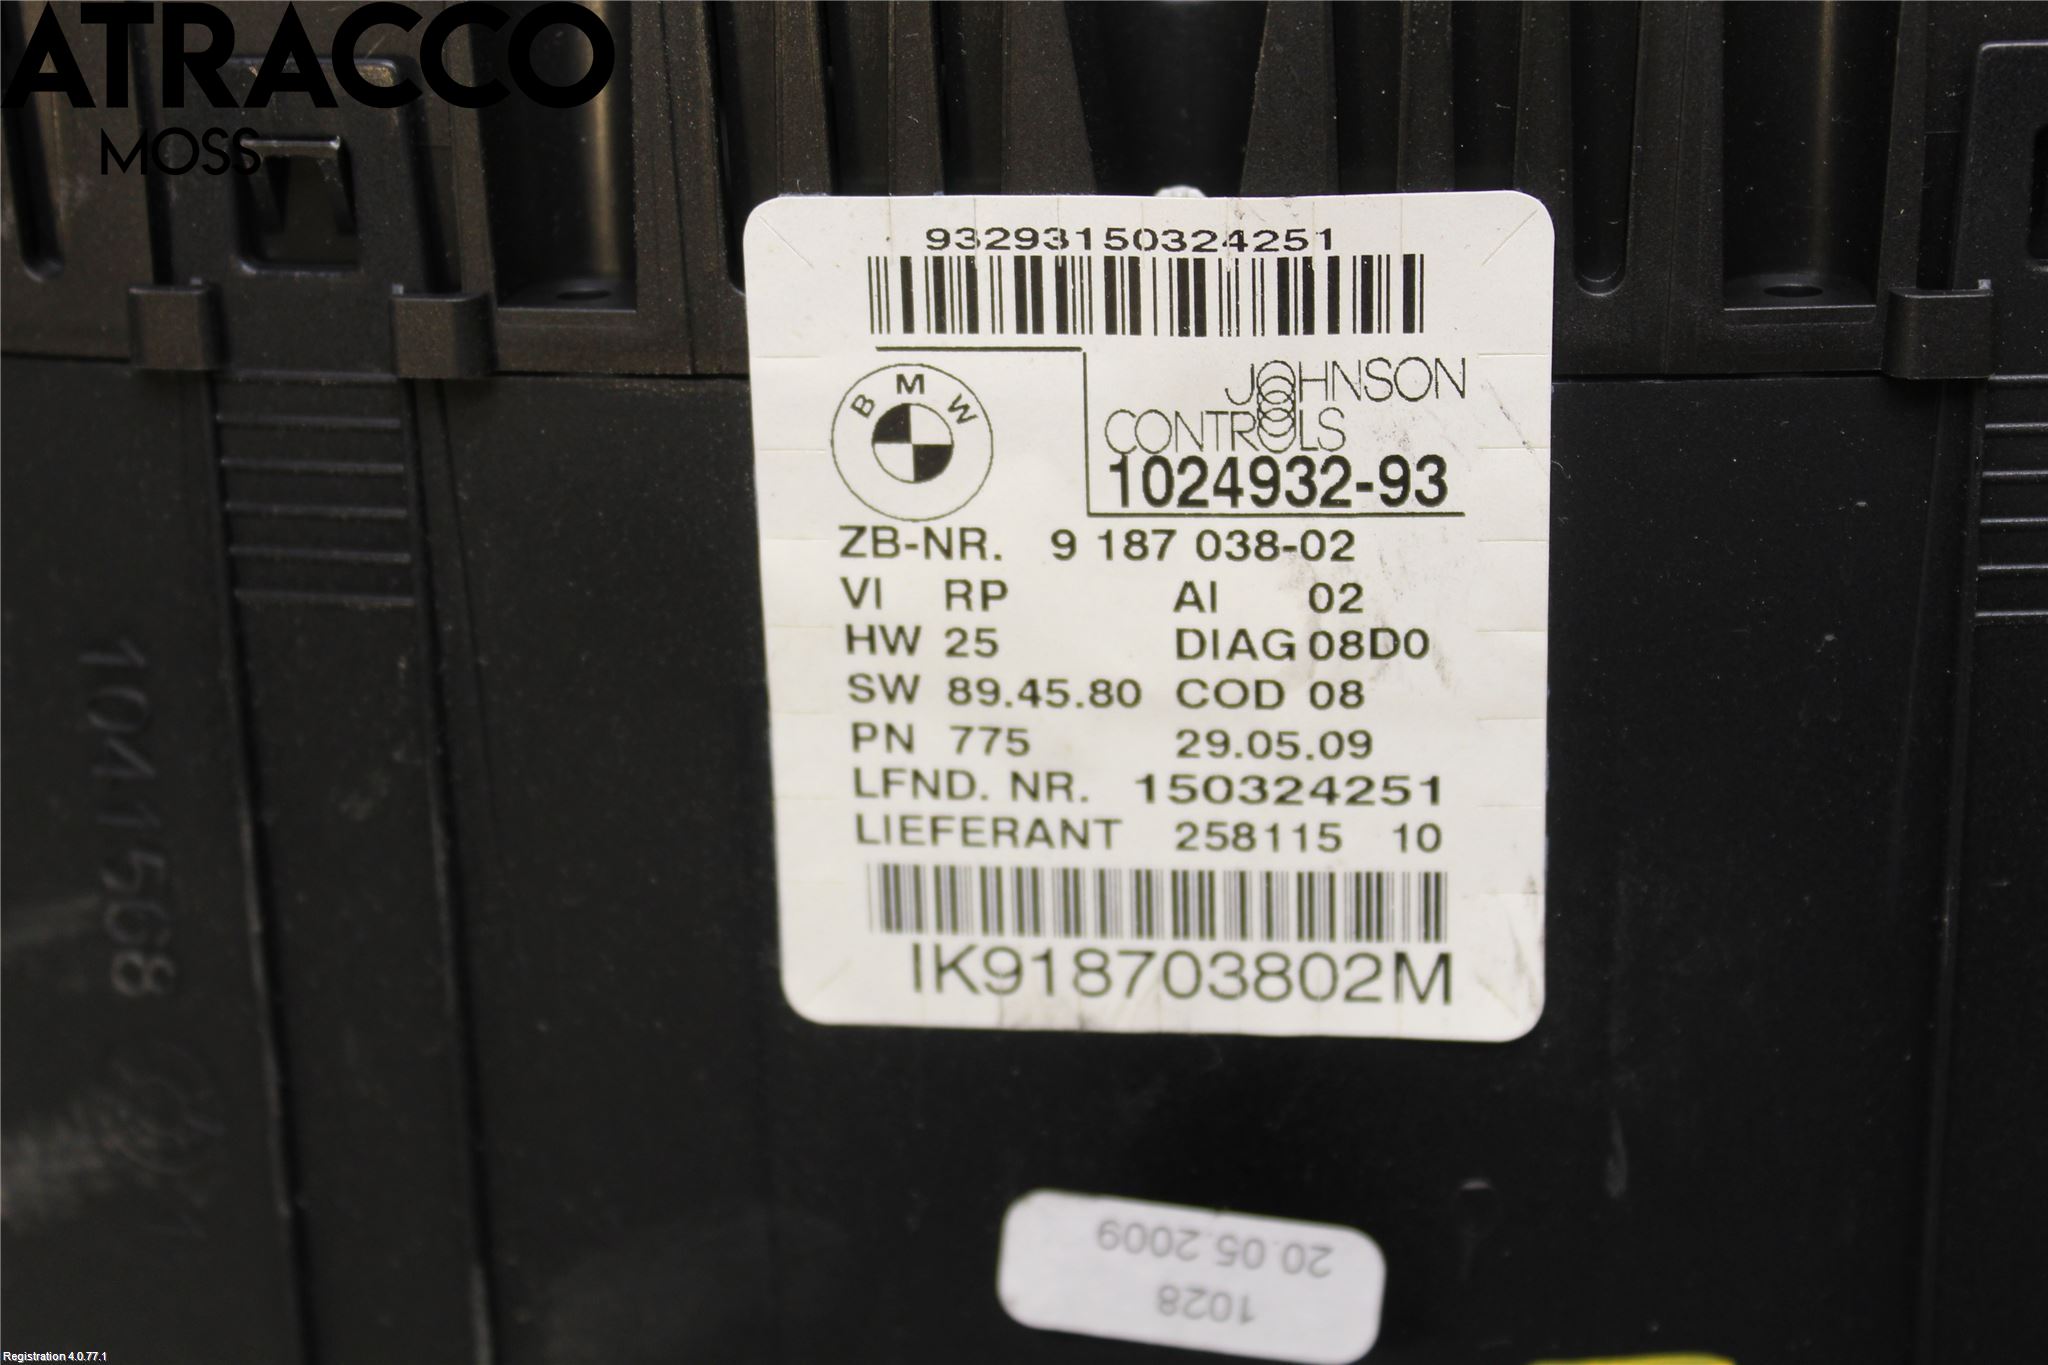 ATRACCO
MOSS
93293150324251
BMW
JOHNSON
CONTROLS
1024932-93
ZB-NR. 9 187 038-02
VI RP AI 02
HW 25 DIAG 08D0
SW 89.45.80 COD 08
PN 775 29.05.09
LFND. NR. 150324251
LIEFERANT 258115 10
IK918703802M
1041568
1028
20.05.2009
Registration 4.0.77.1